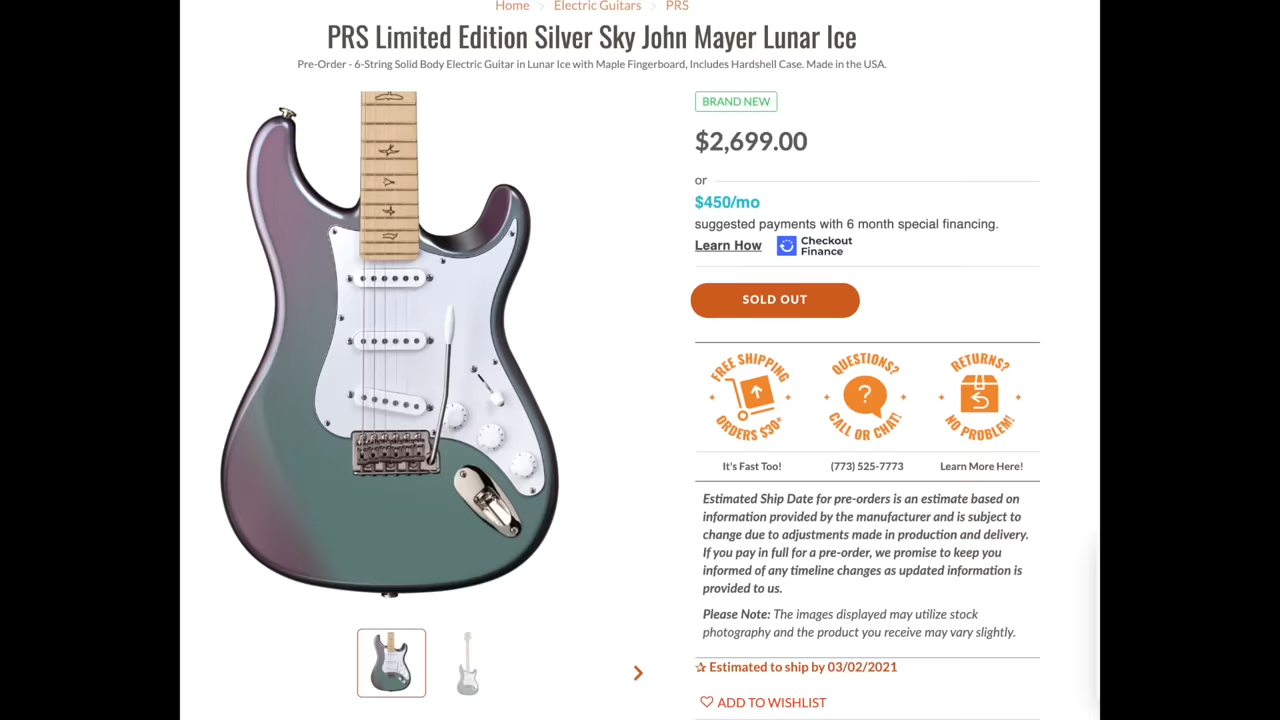 Home > Electric Guitars > PRS
PRS Limited Edition Silver Sky John Mayer Lunar Ice
Pre-Order - 6-String Solid Body Electric Guitar in Lunar Ice with Maple Fingerboard, Includes Hardshell Case. Made in the USA.
BRAND NEW
$2,699.00
or
$450/mo
suggested payments with 6 month special financing.
Learn How
Checkout
Finance
SOLD OUT
FREE SHIPPING
ORDERS $30*
QUESTIONS?
?
CALL OR CHAT!
RETURNS?
NO PROBLEM!
It's Fast Too!
(773) 525-7773
Learn More Here!
Estimated Ship Date for pre-orders is an estimate based on
information provided by the manufacturer and is subject to
change due to adjustments made in production and delivery.
If you pay in full for a pre-order, we promise to keep you
informed of any timeline changes as updated information is
provided to us.
Please Note: The images displayed may utilize stock
photography and the product you receive may vary slightly.
Estimated to ship by 03/02/2021
ADD TO WISHLIST